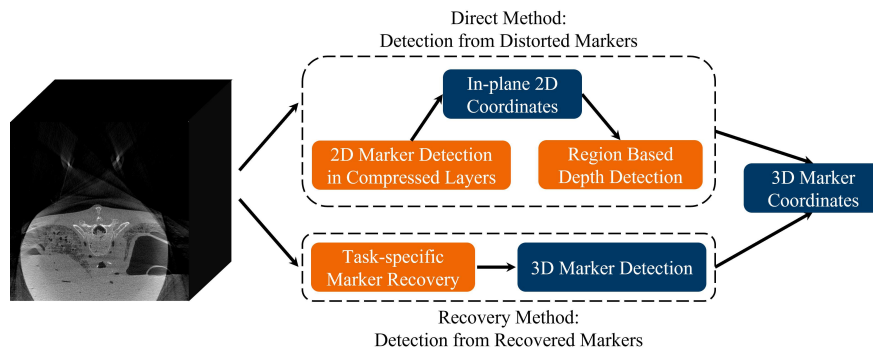 Direct Method:
Detection from Distorted Markers
In-plane 2D
Coordinates
2D Marker Detection
in Compressed Layers
Region Based
Depth Detection
3D Marker
Coordinates
Task-specific
Marker Recovery
3D Marker Detection
Recovery Method:
Detection from Recovered Markers